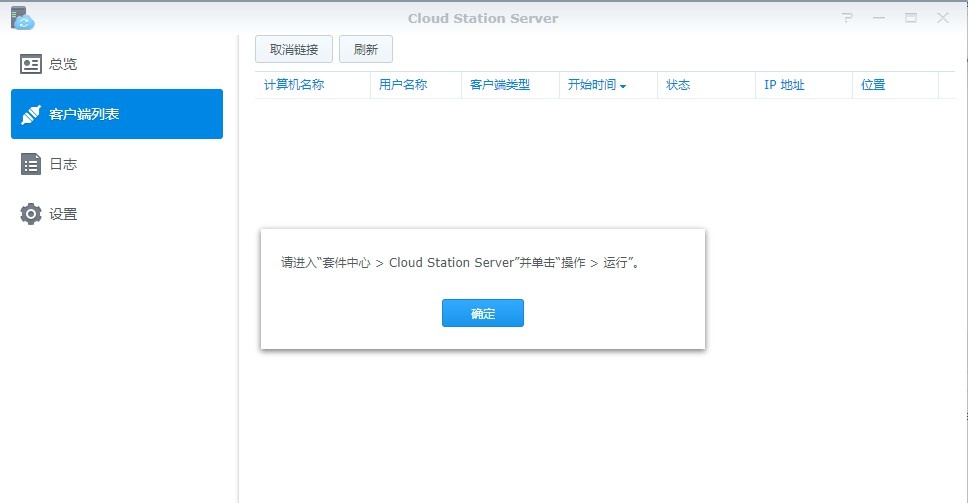 Cloud Station Server
总览
客户端列表
日志
设置
取消链接 刷新
计算机名称 用户名称 客户端类型 开始时间 状态 IP 地址 位置
请进入“套件中心 > Cloud Station Server”并单击“操作 > 运行”。
确定